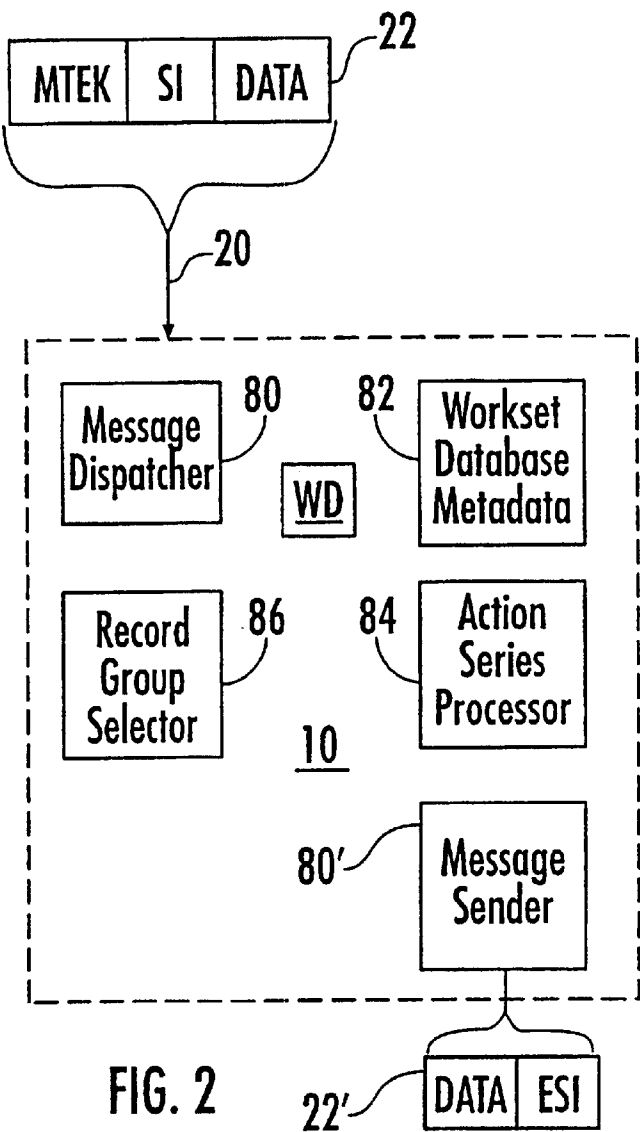 22
MTEK SI DATA
20
Message
Dispatcher
80
82
Workset
Database
Metadata
WD
Record
Group
Selector
86
84
Action
Series
Processor
10
80'
Message
Sender
FIG. 2
22'
DATA ESI